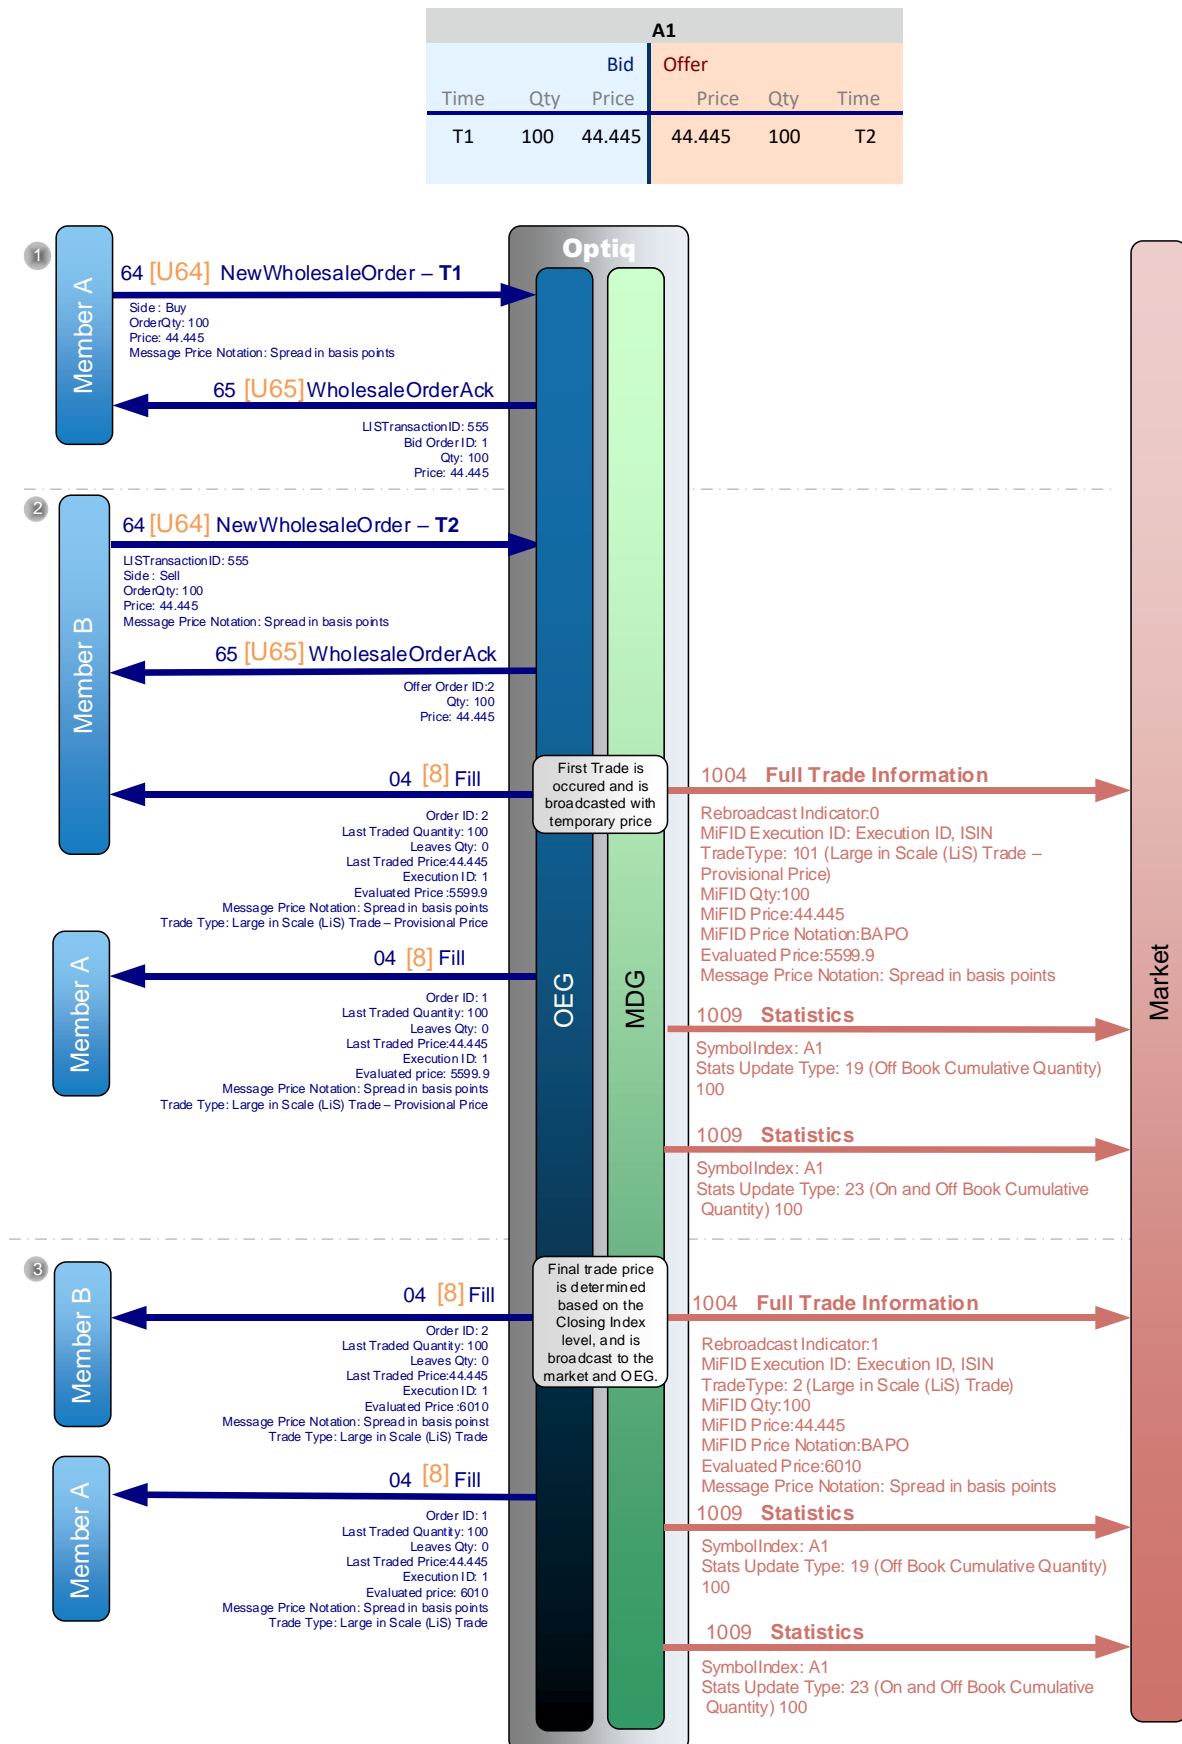 A1
Bid Offer
Time Qty Price Price Qty Time
T1 100 44.445 44.445 100 T2
Optiq
OEG
MDG
Market
1
Member A
64 [U64] NewWholesaleOrder – T1
Side : Buy
OrderQty: 100
Price: 44.445
Message Price Notation: Spread in basis points
65 [U65] WholesaleOrderAck
LISTransactionID: 555
Bid Order ID: 1
Qty: 100
Price: 44.445
2
Member B
64 [U64] NewWholesaleOrder – T2
LISTransactionID: 555
Side : Sell
OrderQty: 100
Price: 44.445
Message Price Notation: Spread in basis points
65 [U65] WholesaleOrderAck
Offer Order ID:2
Qty: 100
Price: 44.445
04 [8] Fill
Order ID: 2
Last Traded Quantity: 100
Leaves Qty: 0
Last Traded Price:44.445
Execution ID: 1
Evaluated Price :5599.9
Message Price Notation: Spread in basis points
Trade Type: Large in Scale (LiS) Trade – Provisional Price
First Trade is
occured and is
broadcasted with
temporary price
1004 Full Trade Information
Rebroadcast Indicator:0
MiFID Execution ID: Execution ID, ISIN
TradeType: 101 (Large in Scale (LiS) Trade –
Provisional Price)
MiFID Qty:100
MiFID Price:44.445
MiFID Price Notation:BAPO
Evaluated Price:5599.9
Message Price Notation: Spread in basis points
Member A
04 [8] Fill
Order ID: 1
Last Traded Quantity: 100
Leaves Qty: 0
Last Traded Price:44.445
Execution ID: 1
Evaluated price: 5599.9
Message Price Notation: Spread in basis points
Trade Type: Large in Scale (LiS) Trade – Provisional Price
1009 Statistics
SymbolIndex: A1
Stats Update Type: 19 (Off Book Cumulative Quantity)
100
1009 Statistics
SymbolIndex: A1
Stats Update Type: 23 (On and Off Book Cumulative
Quantity) 100
3
Member B
04 [8] Fill
Order ID: 2
Last Traded Quantity: 100
Leaves Qty: 0
Last Traded Price:44.445
Execution ID: 1
Evaluated Price :6010
Message Price Notation: Spread in basis poinst
Trade Type: Large in Scale (LiS) Trade
Final trade price
is determined
based on the
Closing Index
level, and is
broadcast to the
market and OEG.
1004 Full Trade Information
Rebroadcast Indicator:1
MiFID Execution ID: Execution ID, ISIN
TradeType: 2 (Large in Scale (LiS) Trade)
MiFID Qty:100
MiFID Price:44.445
MiFID Price Notation:BAPO
Evaluated Price:6010
Message Price Notation: Spread in basis points
Member A
04 [8] Fill
Order ID: 1
Last Traded Quantity: 100
Leaves Qty: 0
Last Traded Price:44.445
Execution ID: 1
Evaluated price: 6010
Message Price Notation: Spread in basis points
Trade Type: Large in Scale (LiS) Trade
1009 Statistics
SymbolIndex: A1
Stats Update Type: 19 (Off Book Cumulative Quantity)
100
1009 Statistics
SymbolIndex: A1
Stats Update Type: 23 (On and Off Book Cumulative
Quantity) 100